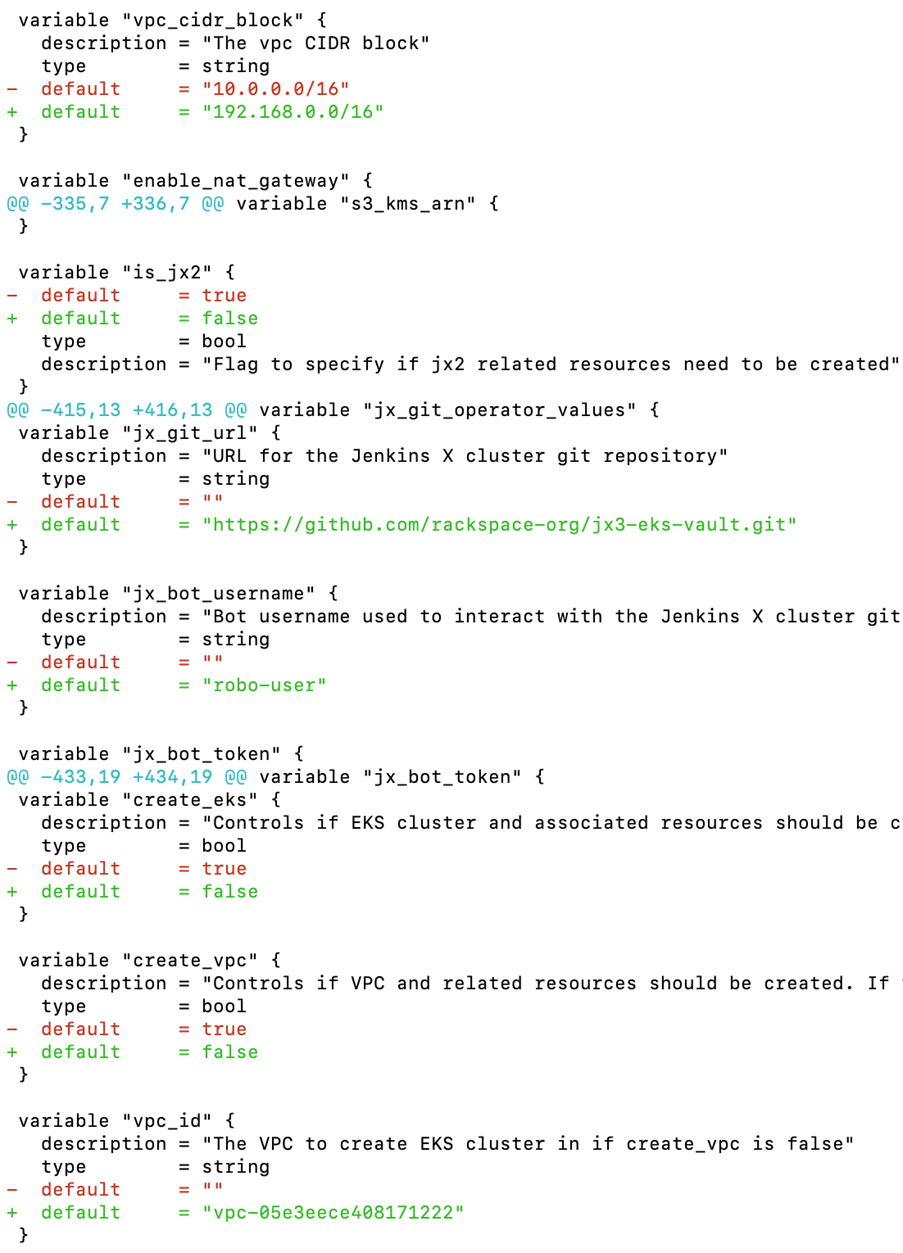 variable "vpc_cidr_block" {
   description = "The vpc CIDR block"
   type        = string
-  default     = "10.0.0.0/16"
+  default     = "192.168.0.0/16"
 }

 variable "enable_nat_gateway" {
@@ -335,7 +336,7 @@ variable "s3_kms_arn" {
 }

 variable "is_jx2" {
-  default     = true
+  default     = false
   type        = bool
   description = "Flag to specify if jx2 related resources need to be created"
 }
@@ -415,13 +416,13 @@ variable "jx_git_operator_values" {
 variable "jx_git_url" {
   description = "URL for the Jenkins X cluster git repository"
   type        = string
-  default     = ""
+  default     = "https://github.com/rackspace-org/jx3-eks-vault.git"
 }

 variable "jx_bot_username" {
   description = "Bot username used to interact with the Jenkins X cluster git
   type        = string
-  default     = ""
+  default     = "robo-user"
 }

 variable "jx_bot_token" {
@@ -433,19 +434,19 @@ variable "jx_bot_token" {
 variable "create_eks" {
   description = "Controls if EKS cluster and associated resources should be c
   type        = bool
-  default     = true
+  default     = false
 }

 variable "create_vpc" {
   description = "Controls if VPC and related resources should be created. If
   type        = bool
-  default     = true
+  default     = false
 }

 variable "vpc_id" {
   description = "The VPC to create EKS cluster in if create_vpc is false"
   type        = string
-  default     = ""
+  default     = "vpc-05e3eece408171222"
 }